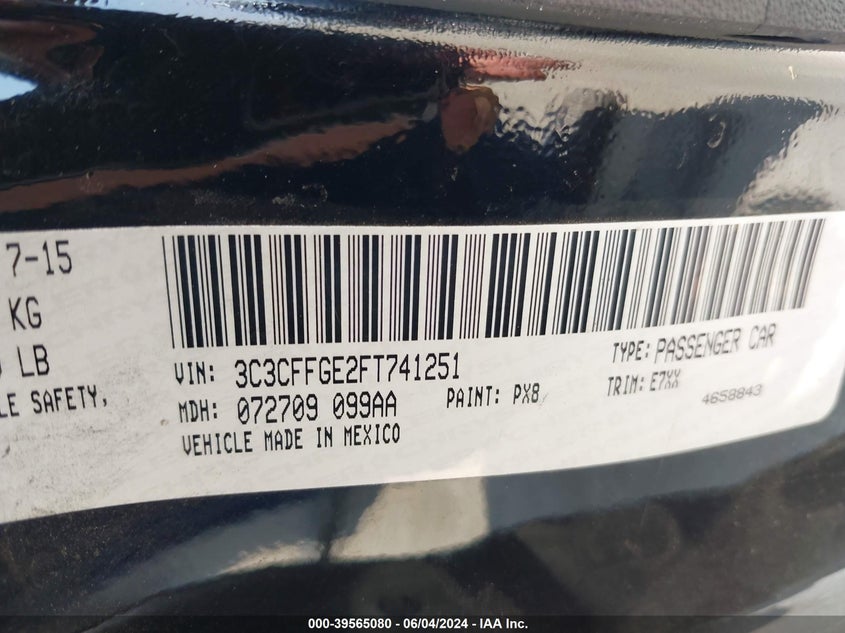 7-15
KG
LB
LE SAFETY,
VIN: 3C3CFFGE2FT741251
TYPE: PASSENGER CAR
MDH: 072709 099AA
PAINT: PX8
TRIM: E7XX
VEHICLE MADE IN MEXICO
4658843
000-39565080 - 06/04/2024 - IAA Inc.